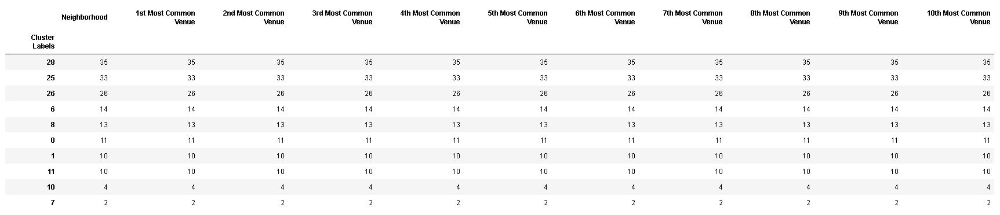 Neighborhood 1st Most Common Venue 2nd Most Common Venue 3rd Most Common Venue 4th Most Common Venue 5th Most Common Venue 6th Most Common Venue 7th Most Common Venue 8th Most Common Venue 9th Most Common Venue 10th Most Common Venue
Cluster Labels
28 35 35 35 35 35 35 35 35 35 35 35
25 33 33 33 33 33 33 33 33 33 33 33
26 26 26 26 26 26 26 26 26 26 26 26
6 14 14 14 14 14 14 14 14 14 14 14
8 13 13 13 13 13 13 13 13 13 13 13
0 11 11 11 11 11 11 11 11 11 11 11
1 10 10 10 10 10 10 10 10 10 10 10
11 10 10 10 10 10 10 10 10 10 10 10
10 4 4 4 4 4 4 4 4 4 4 4
7 2 2 2 2 2 2 2 2 2 2 2